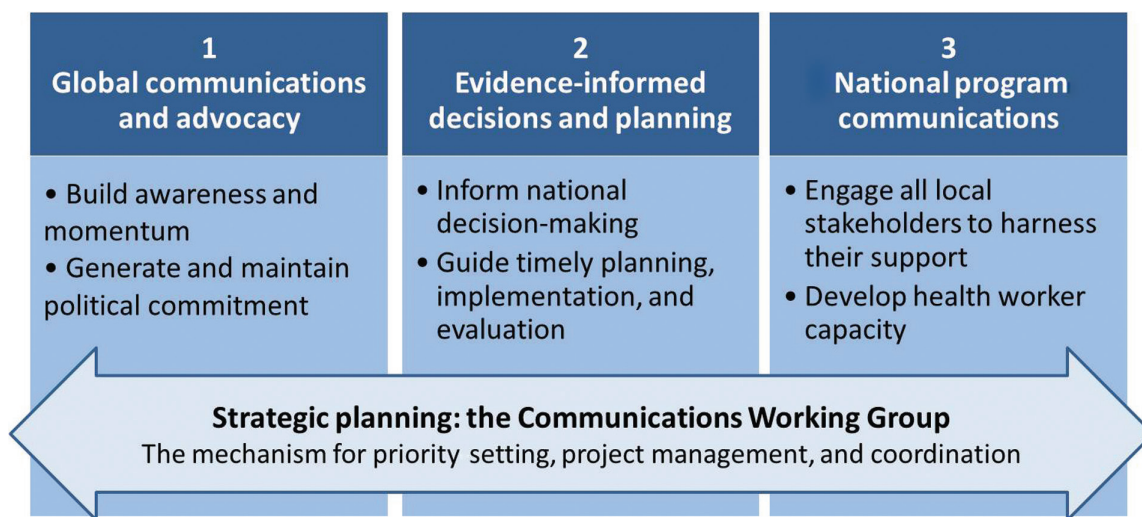 1
Global communications
and advocacy
• Build awareness and
momentum
• Generate and maintain
political commitment
2
Evidence-informed
decisions and planning
• Inform national
decision-making
• Guide timely planning,
implementation, and
evaluation
3
National program
communications
• Engage all local
stakeholders to harness
their support
• Develop health worker
capacity
Strategic planning: the Communications Working Group
The mechanism for priority setting, project management, and coordination